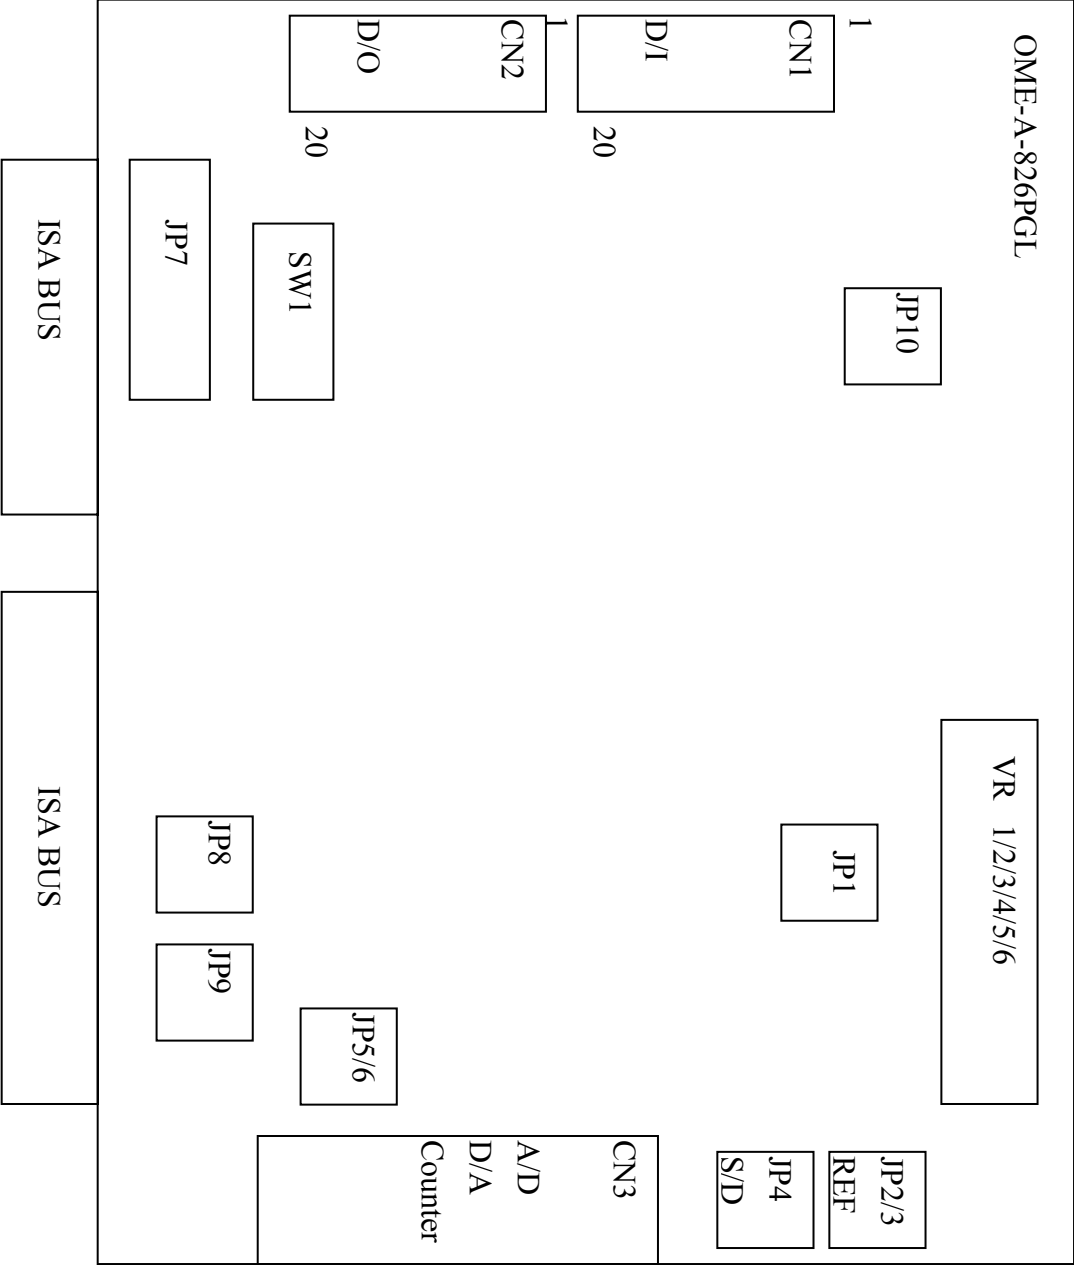 OME-A-826PGL
VR 1/2/3/4/5/6
JP10
JP2/3
REF
1
CN1
D/I
20
JP1
JP4
S/D
1
CN2
D/O
20
CN3
A/D
D/A
Counter
JP5/6
SW1
JP7
JP8
JP9
ISA BUS
ISA BUS